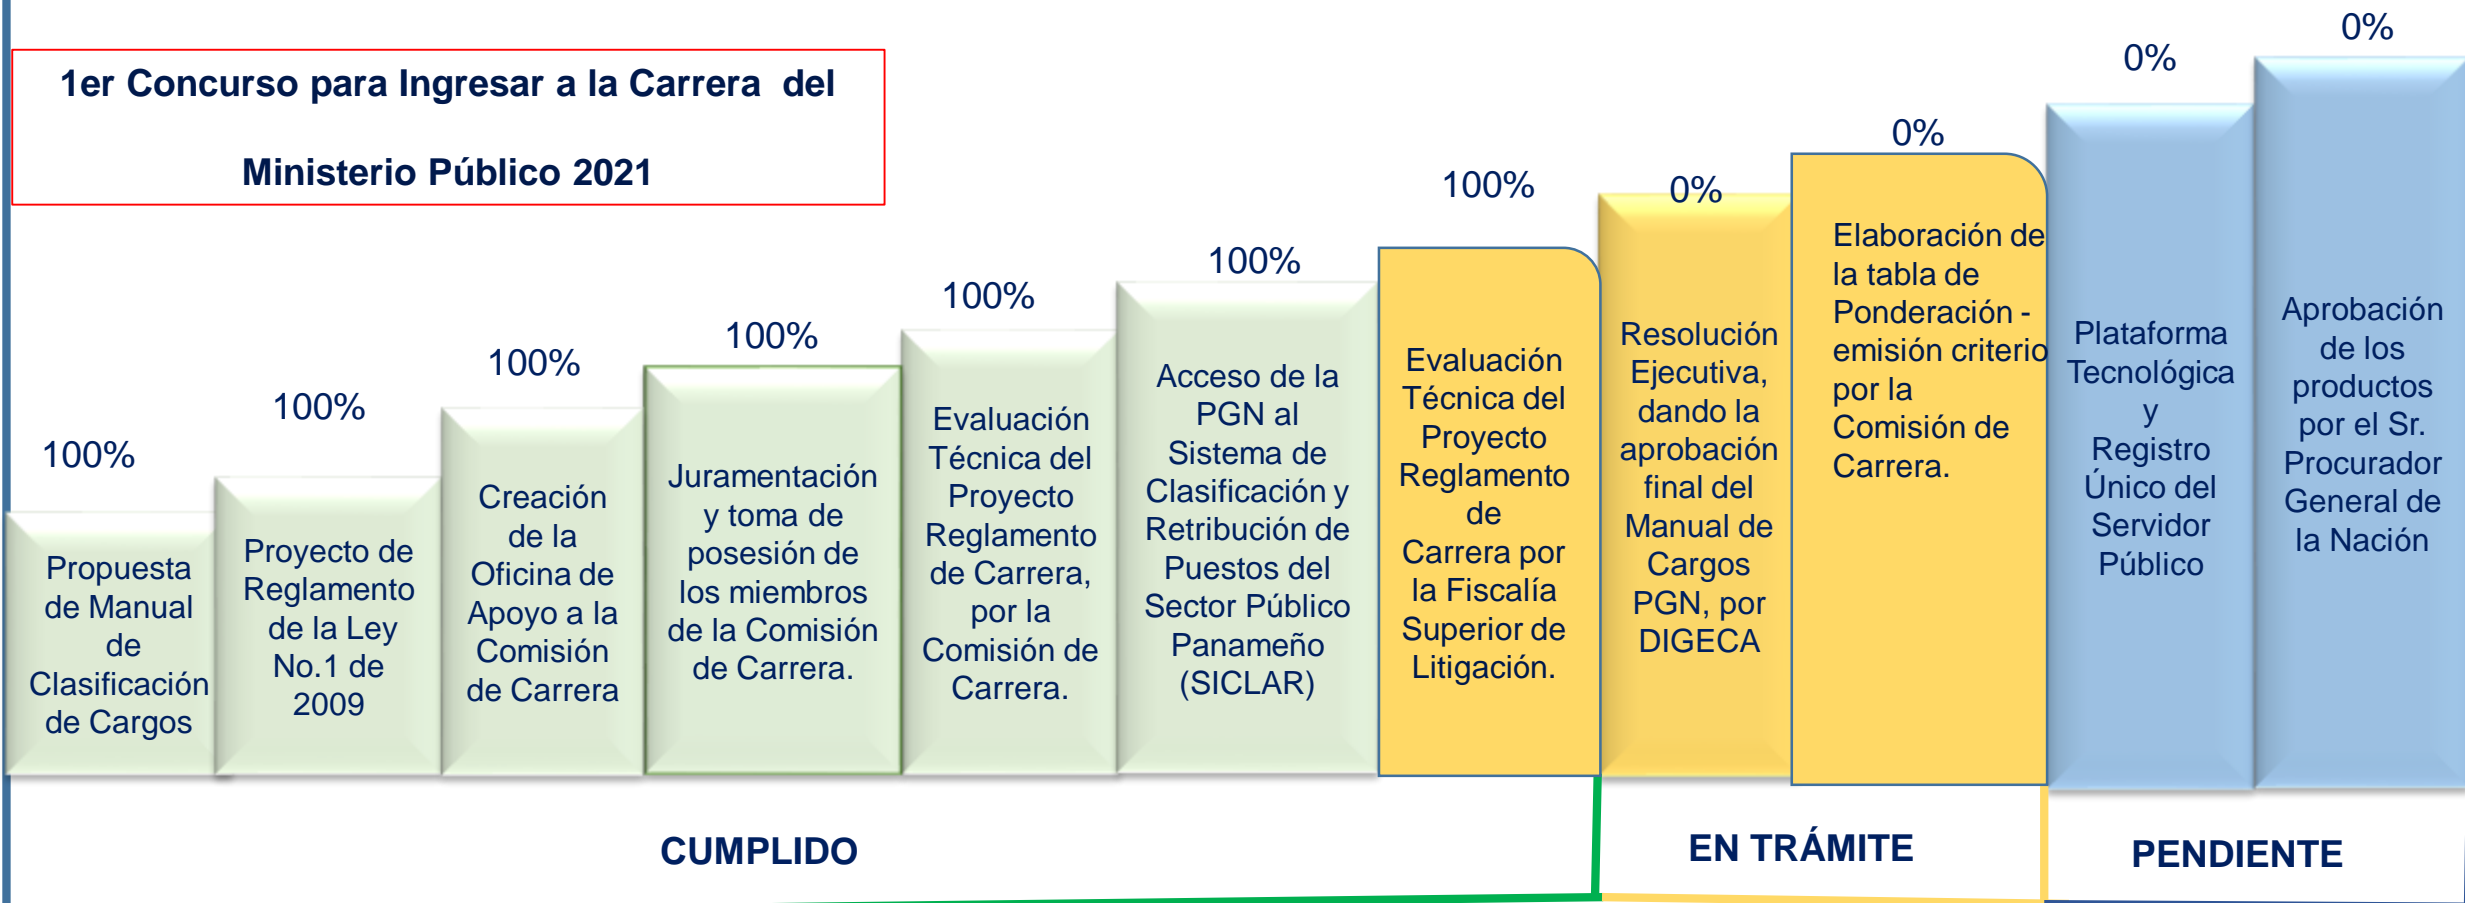 1er Concurso para Ingresar a la Carrera del
Ministerio Público 2021
100%
Propuesta
de Manual
de
Clasificación
de Cargos
100%
Proyecto de
Reglamento
de la Ley
No.1 de
2009
100%
Creación
de la
Oficina de
Apoyo a la
Comisión
de Carrera
100%
Juramentación
y toma de
posesión de
los miembros
de la Comisión
de Carrera.
100%
Evaluación
Técnica del
Proyecto
Reglamento
de Carrera,
por la
Comisión de
Carrera.
100%
Acceso de la
PGN al
Sistema de
Clasificación y
Retribución de
Puestos del
Sector Público
Panameño
(SICLAR)
100%
Evaluación
Técnica del
Proyecto
Reglamento
de
Carrera por
la Fiscalía
Superior de
Litigación.
0%
Resolución
Ejecutiva,
dando la
aprobación
final del
Manual de
Cargos
PGN, por
DIGECA
0%
Elaboración de
la tabla de
Ponderación -
emisión criterio
por la
Comisión de
Carrera.
0%
Plataforma
Tecnológica
y
Registro
Único del
Servidor
Público
0%
Aprobación
de los
productos
por el Sr.
Procurador
General de
la Nación
CUMPLIDO
EN TRÁMITE
PENDIENTE